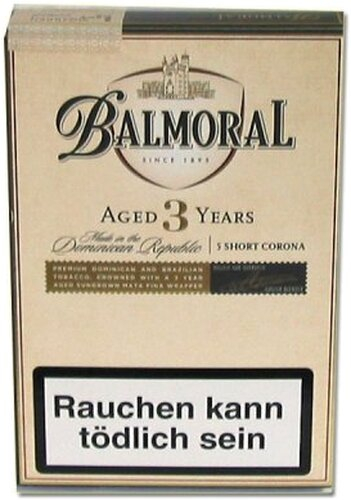 BALMORAL
SINCE 1895
AGED 3 YEARS
Made in the
Dominican Republic
5 SHORT CORONA
PREMIUM DOMINICAN AND BRAZILIAN
TOBACCO, CROWNED WITH A 3 YEAR
AGED SUNGROWN MATA FINA WRAPPER
Rauchen kann
tödlich sein